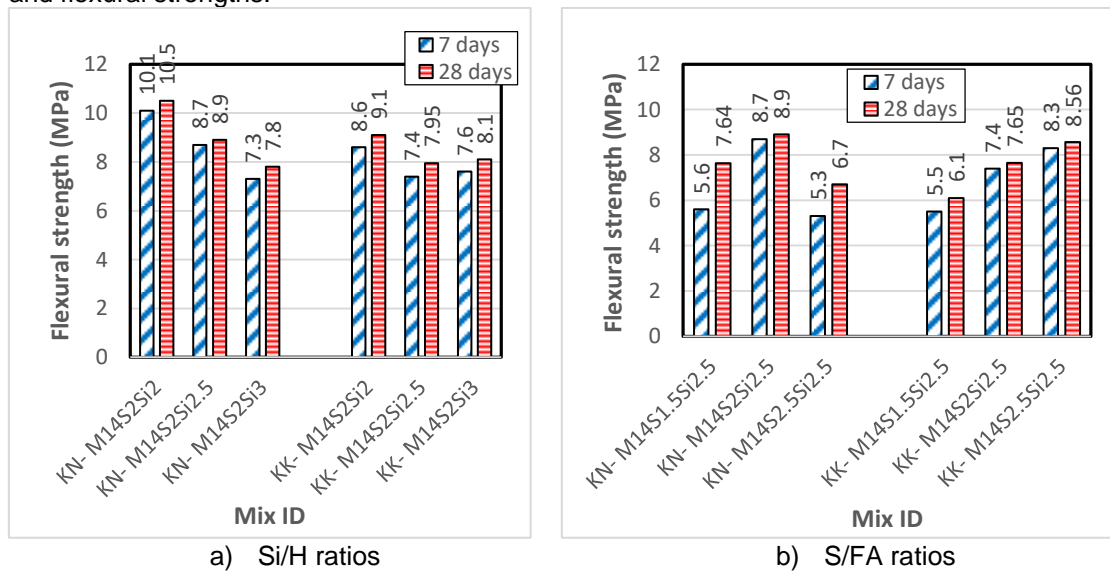 and flexural strengths.
7 days
28 days
Flexural strength (MPa)
12
10
8
6
4
2
0
10.1
10.5
8.7
8.9
7.3
7.8
8.6
9.1
7.4
7.95
7.6
8.1
KN- M14S2Si2
KN- M14S2Si2.5
KN- M14S2Si3
KK- M14S2Si2
KK- M14S2Si2.5
KK- M14S2Si3
Mix ID
a) Si/H ratios
7 days
28 days
Flexural strength (MPa)
12
10
8
6
4
2
0
5.6
7.64
8.7
8.9
5.3
6.7
5.5
6.1
7.4
7.65
8.3
8.56
KN- M14S1.5Si2.5
KN- M14S2Si2.5
KN- M14S2.5Si2.5
KK- M14S1.5Si2.5
KK- M14S2Si2.5
KK- M14S2.5Si2.5
Mix ID
b) S/FA ratios